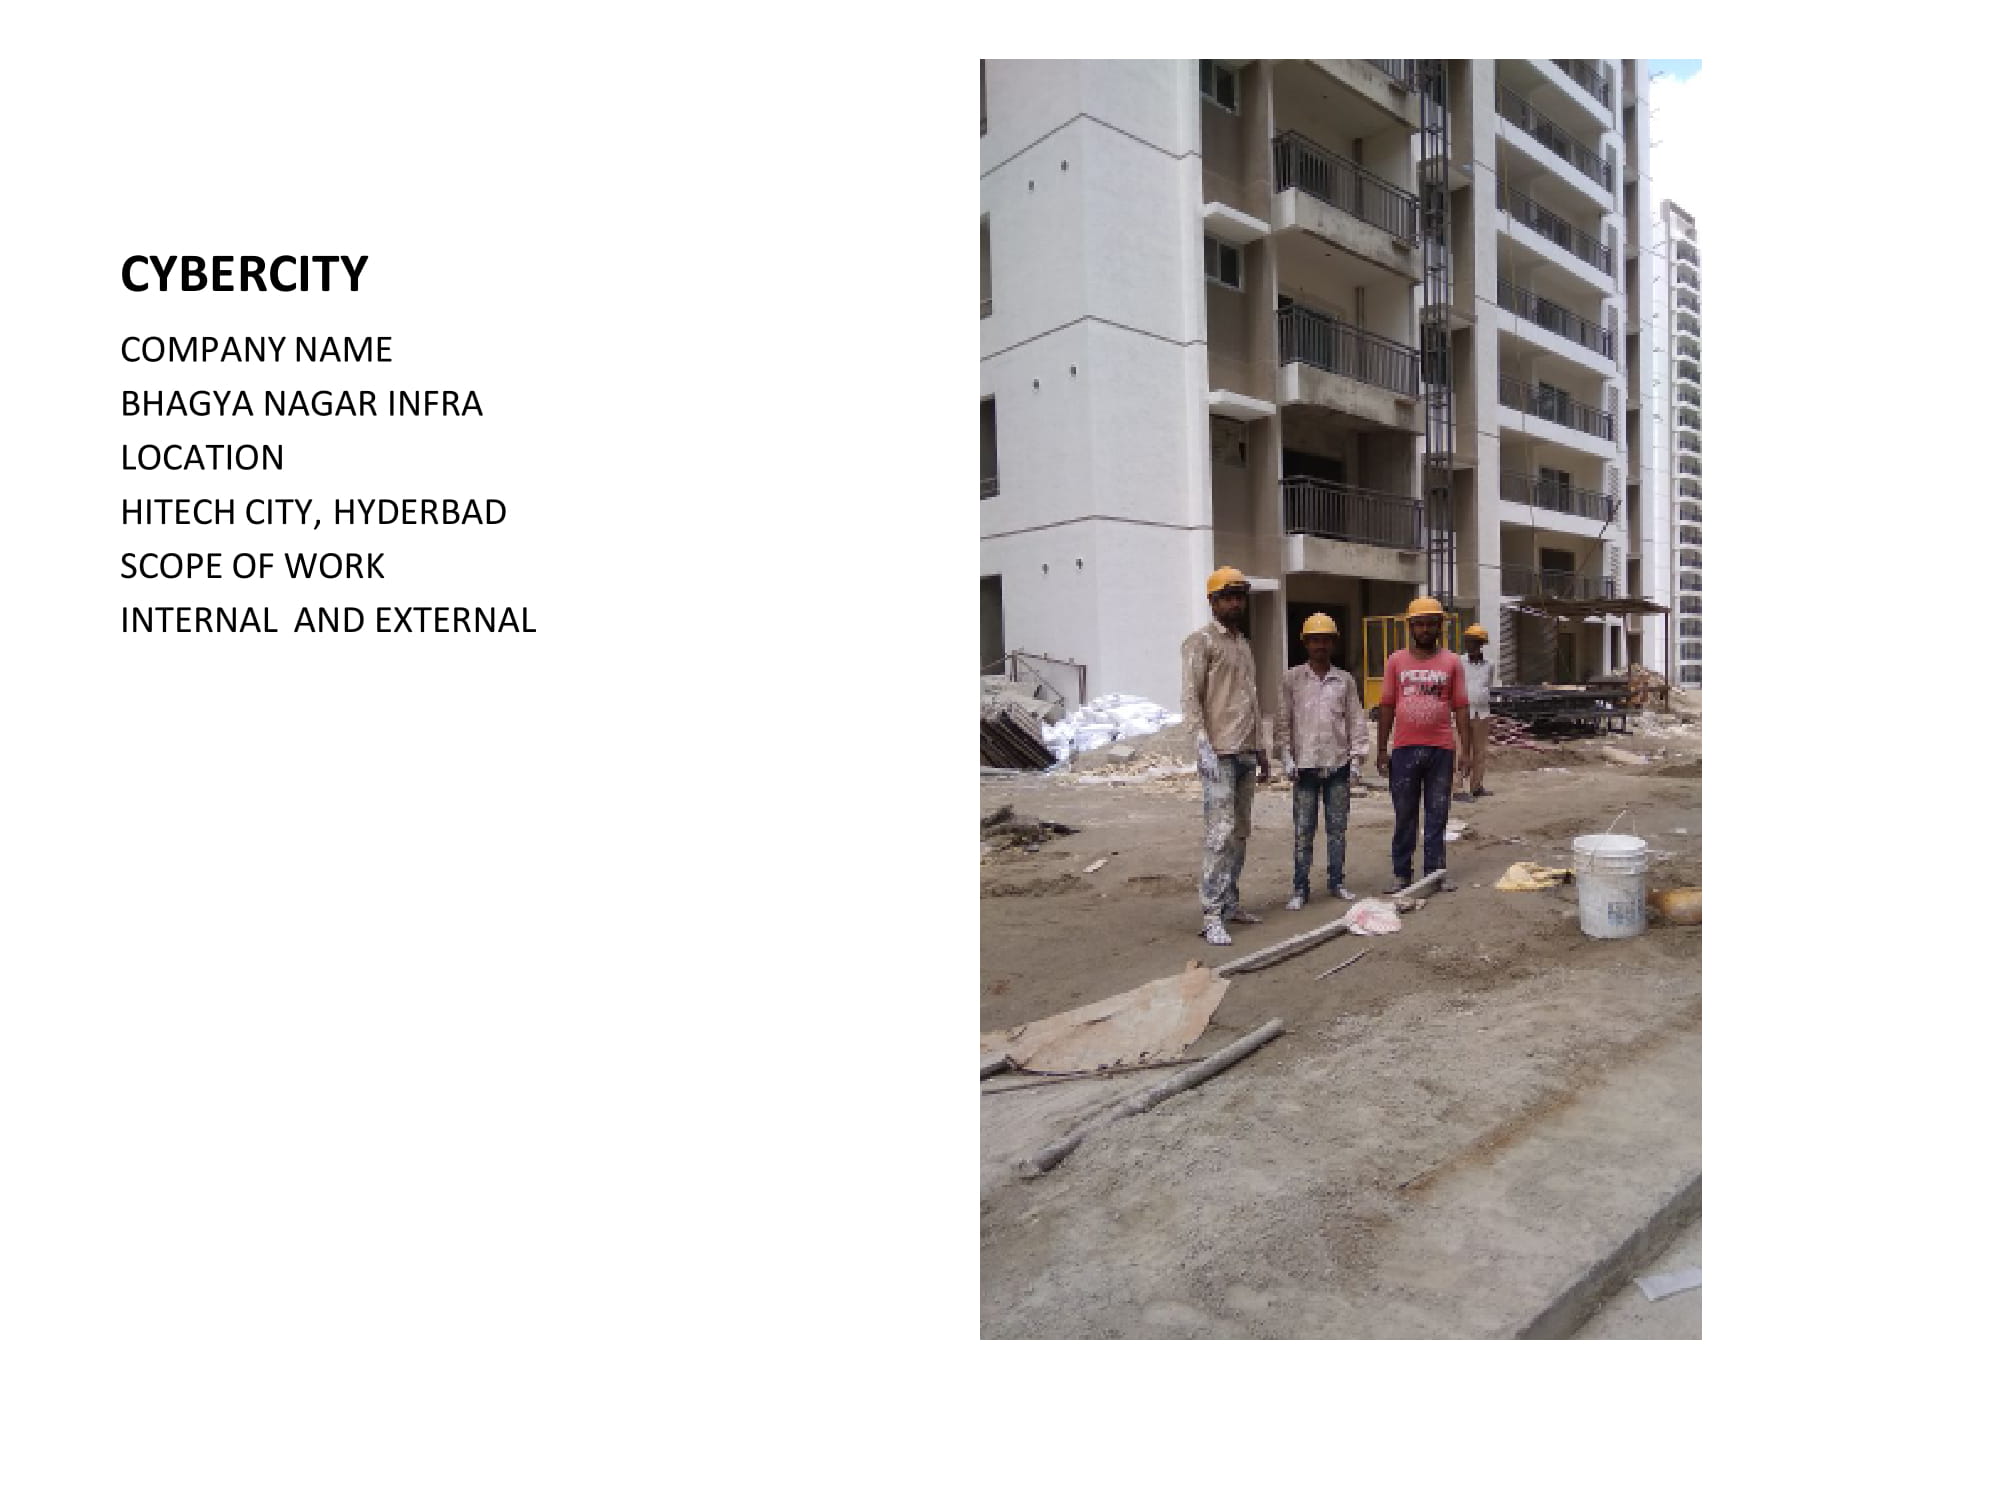 CYBERCITY
COMPANY NAME
BHAGYA NAGAR INFRA
LOCATION
HITECH CITY, HYDERBAD
SCOPE OF WORK
INTERNAL AND EXTERNAL